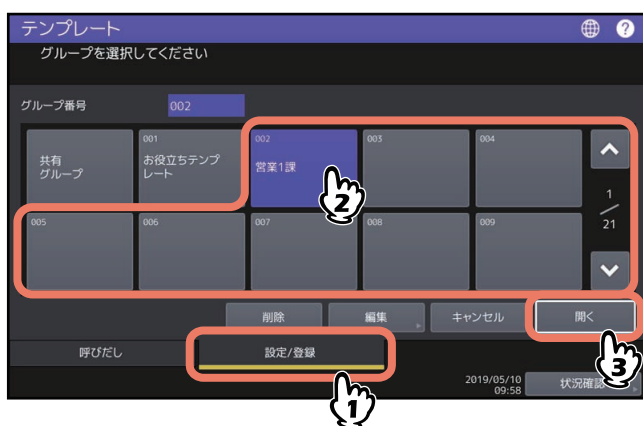 テンプレート
?
グループを選択してください
グループ番号
002
共有
グループ
001
お役立ちテンプ
レート
002
営業1課
003
004
1
/
21
005
006
007
008
009
削除
編集
キャンセル
開く
呼びだし
設定/登録
2019/05/10
09:58
状況確認
1
2
3